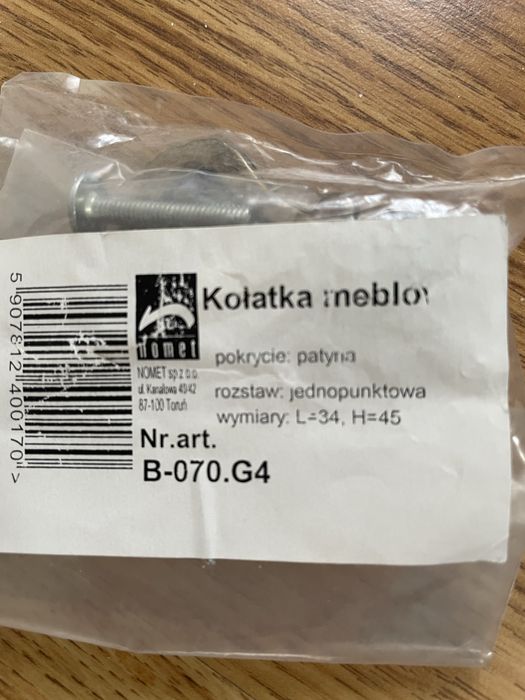 Kołatka meblow
nomet
pokrycie: patyna
NOMET sp z o.o.
ul. Kanałowa 40/42
87-100 Toruń
rozstaw: jednopunktowa
wymiary: L=34, H=45
Nr.art.
B-070.G4
5 907812 400170 >